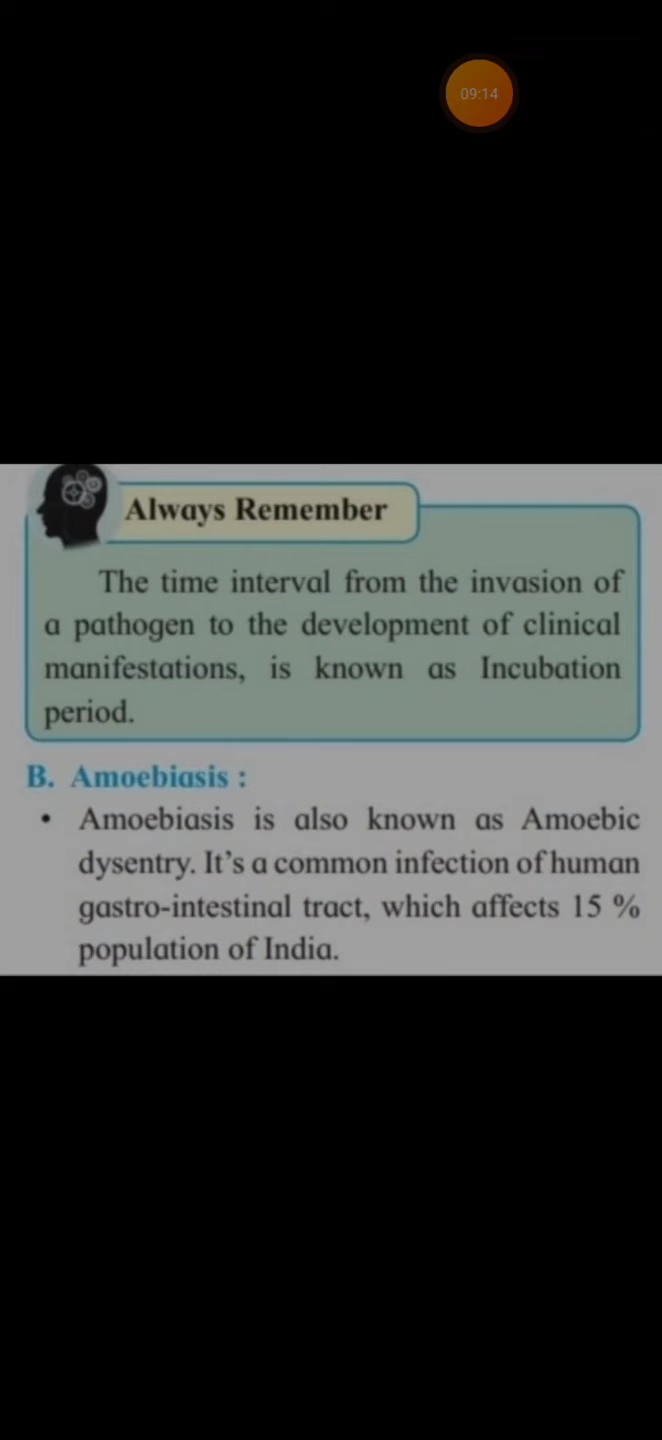 09:14
Always Remember
The time interval from the invasion of
a pathogen to the development of clinical
manifestations, is known as Incubation
period.
B. Amoebiasis :
• Amoebiasis is also known as Amoebic
dysentry. It's a common infection of human
gastro-intestinal tract, which affects 15 %
population of India.